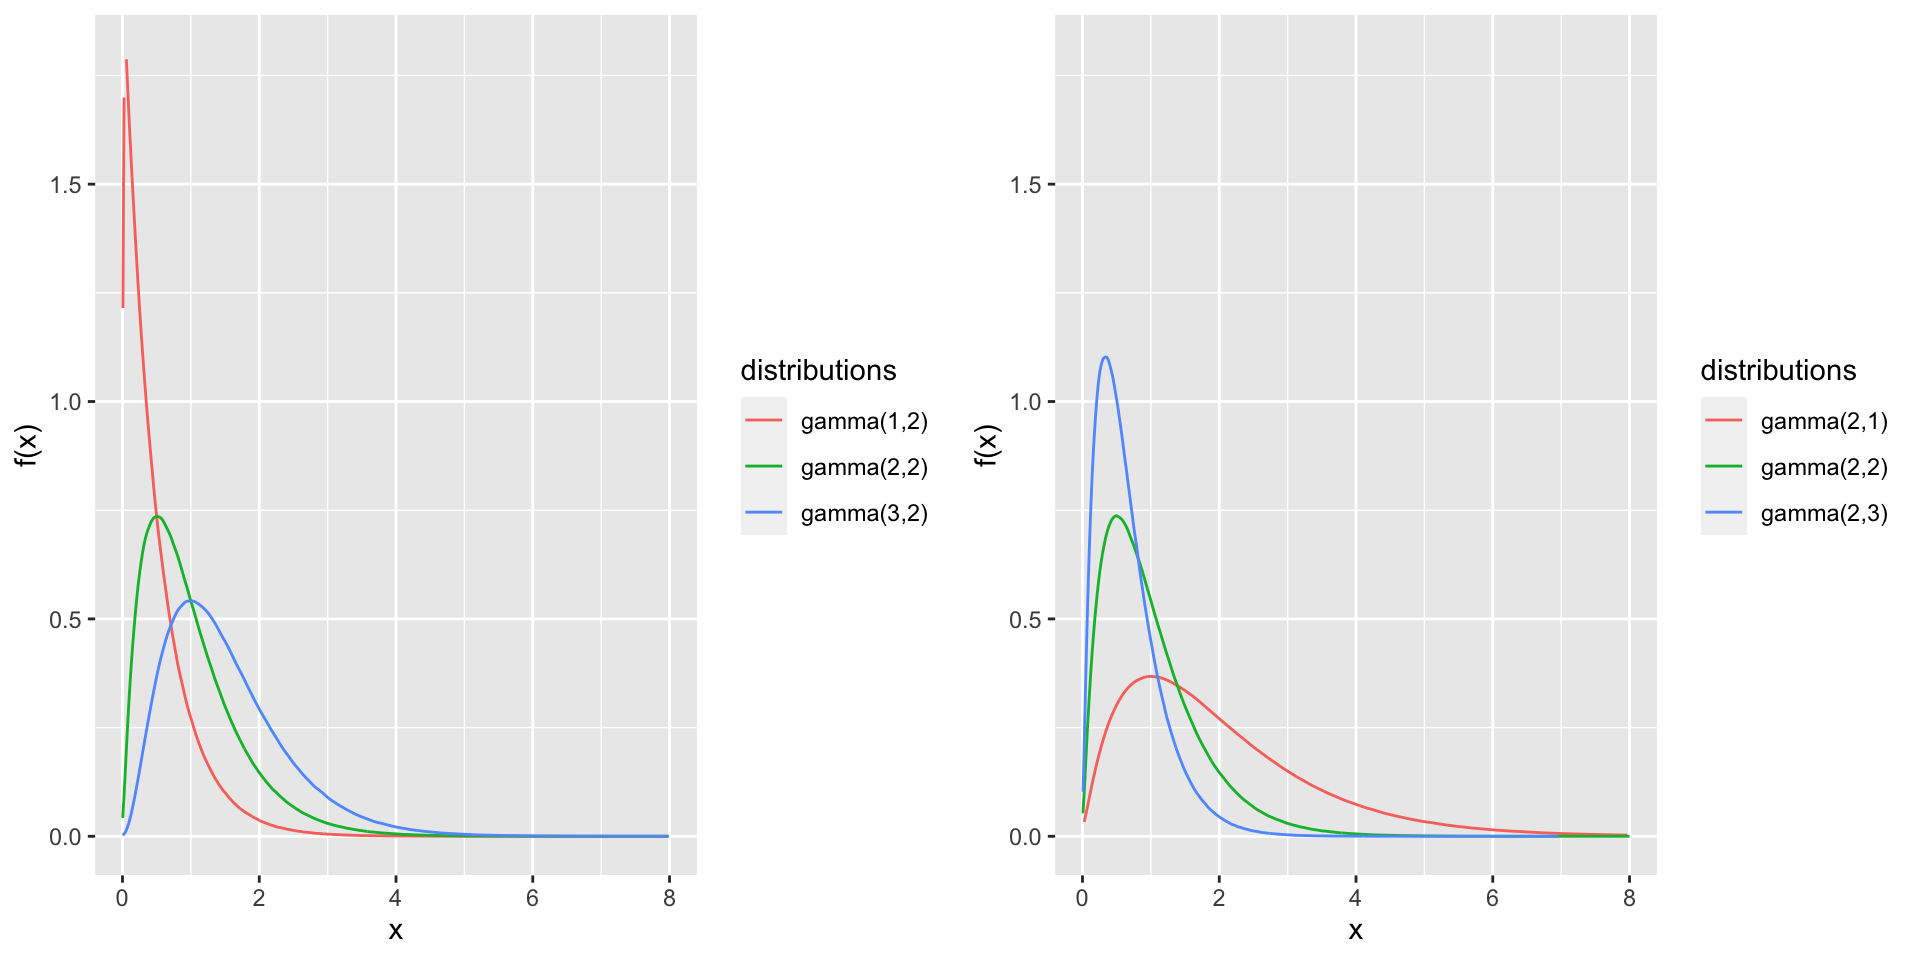 f(x)
1.5
1.0
0.5
0.0
0 2 4 6 8
x
distributions
gamma(1,2)
gamma(2,2)
gamma(3,2)
f(x)
1.5
1.0
0.5
0.0
0 2 4 6 8
x
distributions
gamma(2,1)
gamma(2,2)
gamma(2,3)